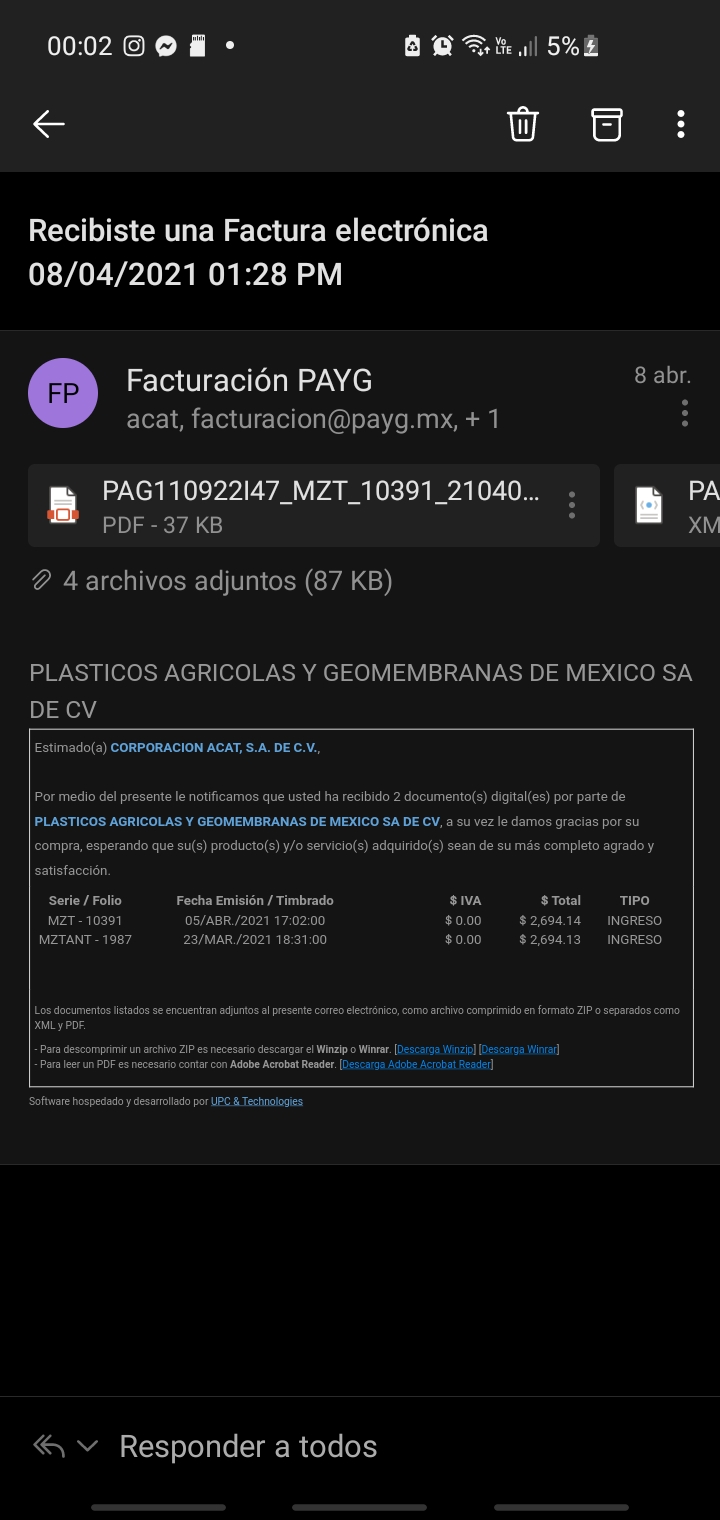 00:02
Vo LTE
5%
Recibiste una Factura electrónica
08/04/2021 01:28 PM
FP
Facturación PAYG
8 abr.
acat, facturacion@payg.mx, + 1
PAG110922I47_MZT_10391_21040...
PDF - 37 KB
PA
XM
4 archivos adjuntos (87 KB)
PLASTICOS AGRICOLAS Y GEOMEMBRANAS DE MEXICO SA
DE CV
Estimado(a) CORPORACION ACAT, S.A. DE C.V.,
Por medio del presente le notificamos que usted ha recibido 2 documento(s) digital(es) por parte de
PLASTICOS AGRICOLAS Y GEOMEMBRANAS DE MEXICO SA DE CV, a su vez le damos gracias por su
compra, esperando que su(s) producto(s) y/o servicio(s) adquirido(s) sean de su más completo agrado y
satisfacción.
Serie / Folio Fecha Emisión / Timbrado $ IVA $ Total TIPO
MZT - 10391 05/ABR./2021 17:02:00 $ 0.00 $ 2,694.14 INGRESO
MZTANT - 1987 23/MAR./2021 18:31:00 $ 0.00 $ 2,694.13 INGRESO
Los documentos listados se encuentran adjuntos al presente correo electrónico, como archivo comprimido en formato ZIP o separados como
XML y PDF.
- Para descomprimir un archivo ZIP es necesario descargar el Winzip o Winrar. [Descarga Winzip] [Descarga Winrar]
- Para leer un PDF es necesario contar con Adobe Acrobat Reader. [Descarga Adobe Acrobat Reader]
Software hospedado y desarrollado por UPC & Technologies
Responder a todos